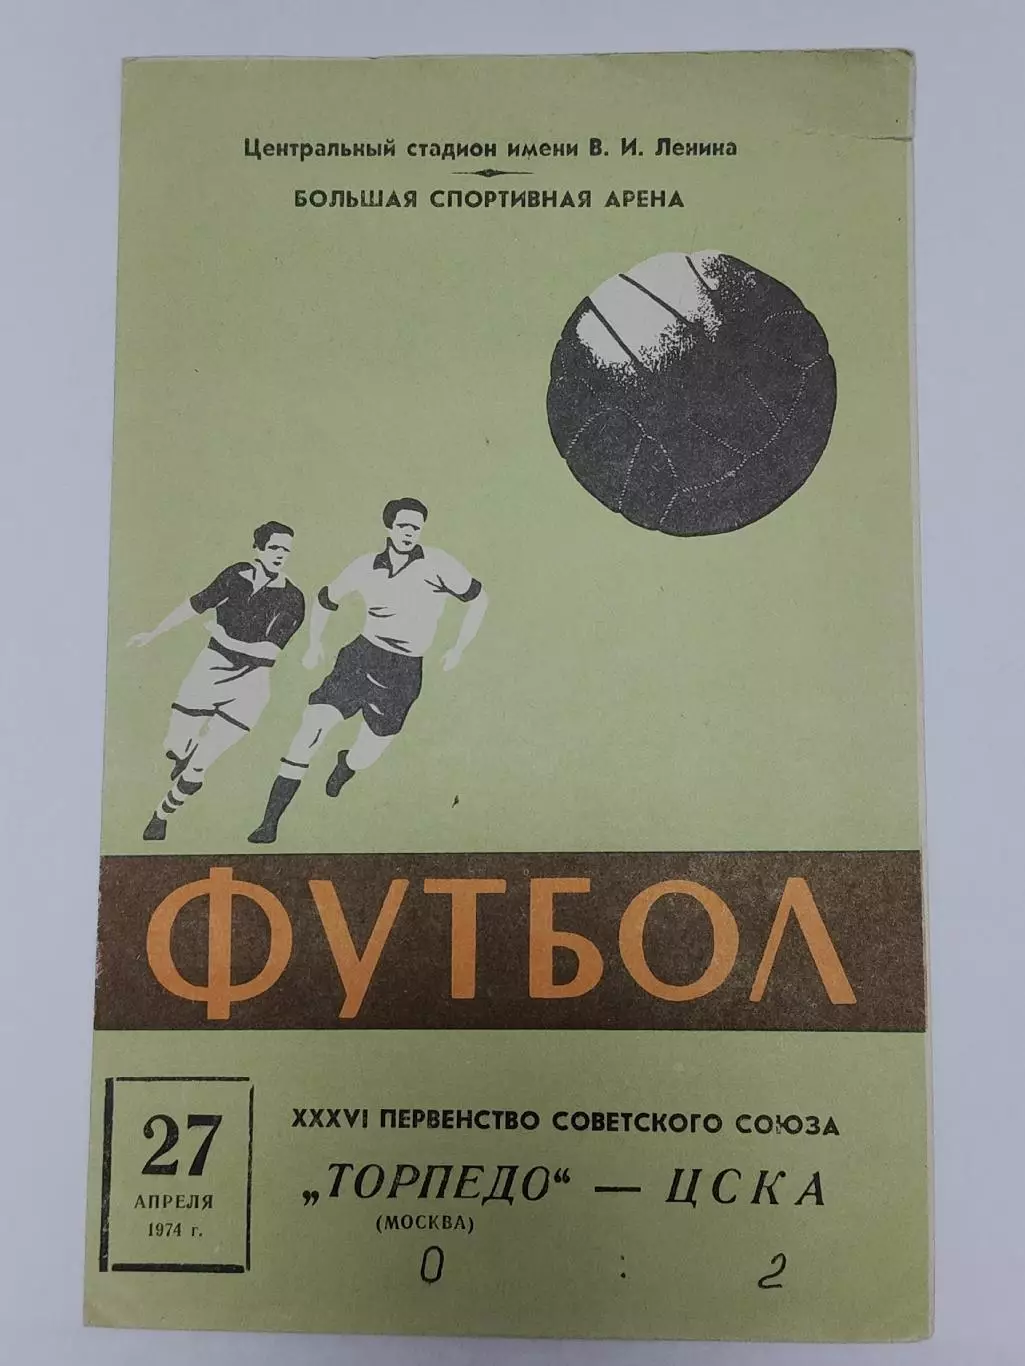 Центральный стадион имени В. И. Ленина
БОЛЬШАЯ СПОРТИВНАЯ АРЕНА
ФУТБОЛ
27
АПРЕЛЯ
1974 г.
XXXVI ПЕРВЕНСТВО СОВЕТСКОГО СОЮЗА
„ТОРПЕДО“ — ЦСКА
(МОСКВА)
0 : 2